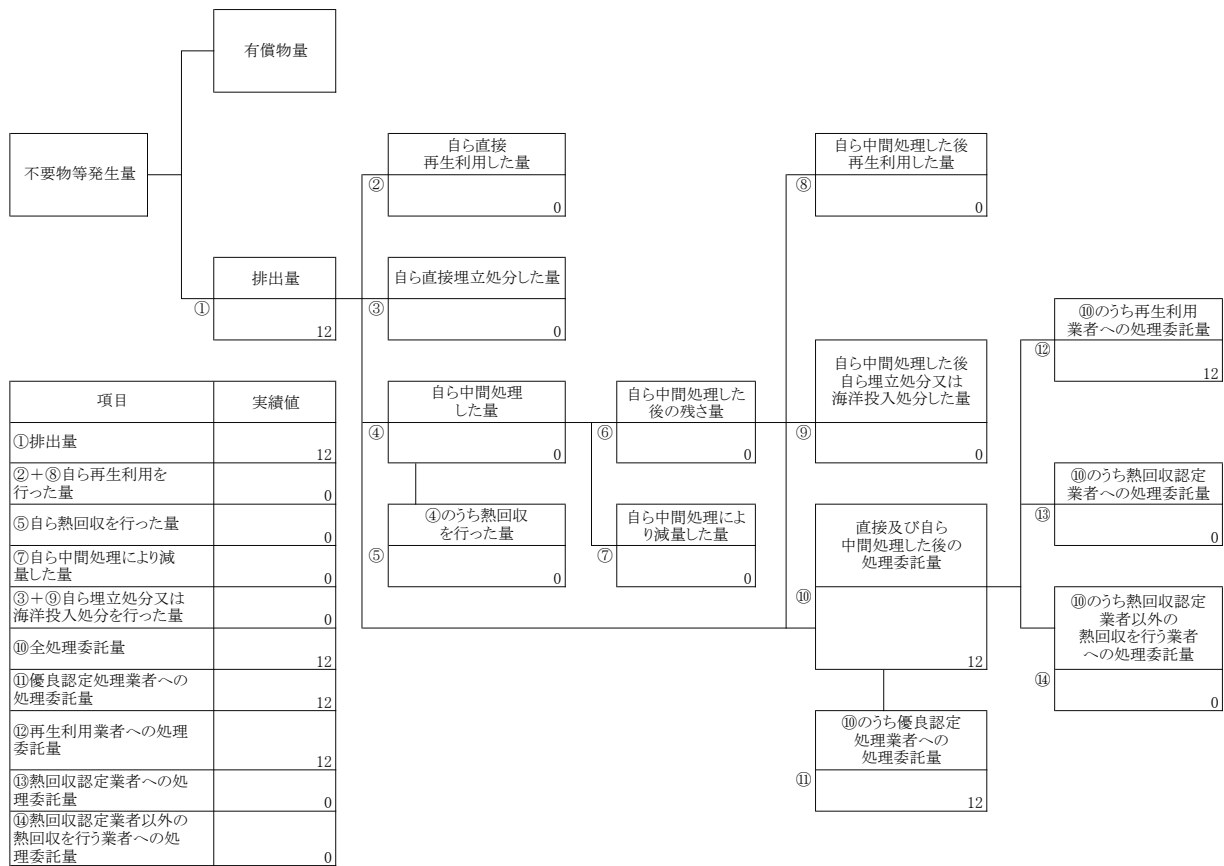 有償物量
不要物等発生量
自ら直接
再生利用した量
②
0
自ら中間処理した後
再生利用した量
⑧
0
排出量
①
12
自ら直接埋立処分した量
③
0
⑩のうち再生利用
業者への処理委託量
⑫
12
自ら中間処理
した量
④
0
自ら中間処理した
後の残さ量
⑥
0
自ら中間処理した後
自ら埋立処分又は
海洋投入処分した量
⑨
0
④のうち熱回収
を行った量
⑤
0
自ら中間処理によ
り減量した量
⑦
0
直接及び自ら
中間処理した後の
処理委託量
⑩
12
⑩のうち熱回収認定
業者への処理委託量
⑬
0
⑩のうち熱回収認定
業者以外の
熱回収を行う業者
への処理委託量
⑭
0
⑩のうち優良認定
処理業者への
処理委託量
⑪
12
項目 実績値
①排出量 12
②+⑧自ら再生利用を
行った量 0
⑤自ら熱回収を行った量 0
⑦自ら中間処理により減
量した量 0
③+⑨自ら埋立処分又は
海洋投入処分を行った量 0
⑩全処理委託量 12
⑪優良認定処理業者への
処理委託量 12
⑫再生利用業者への処理
委託量 12
⑬熱回収認定業者への処
理委託量 0
⑭熱回収認定業者以外の
熱回収を行う業者への処
理委託量 0